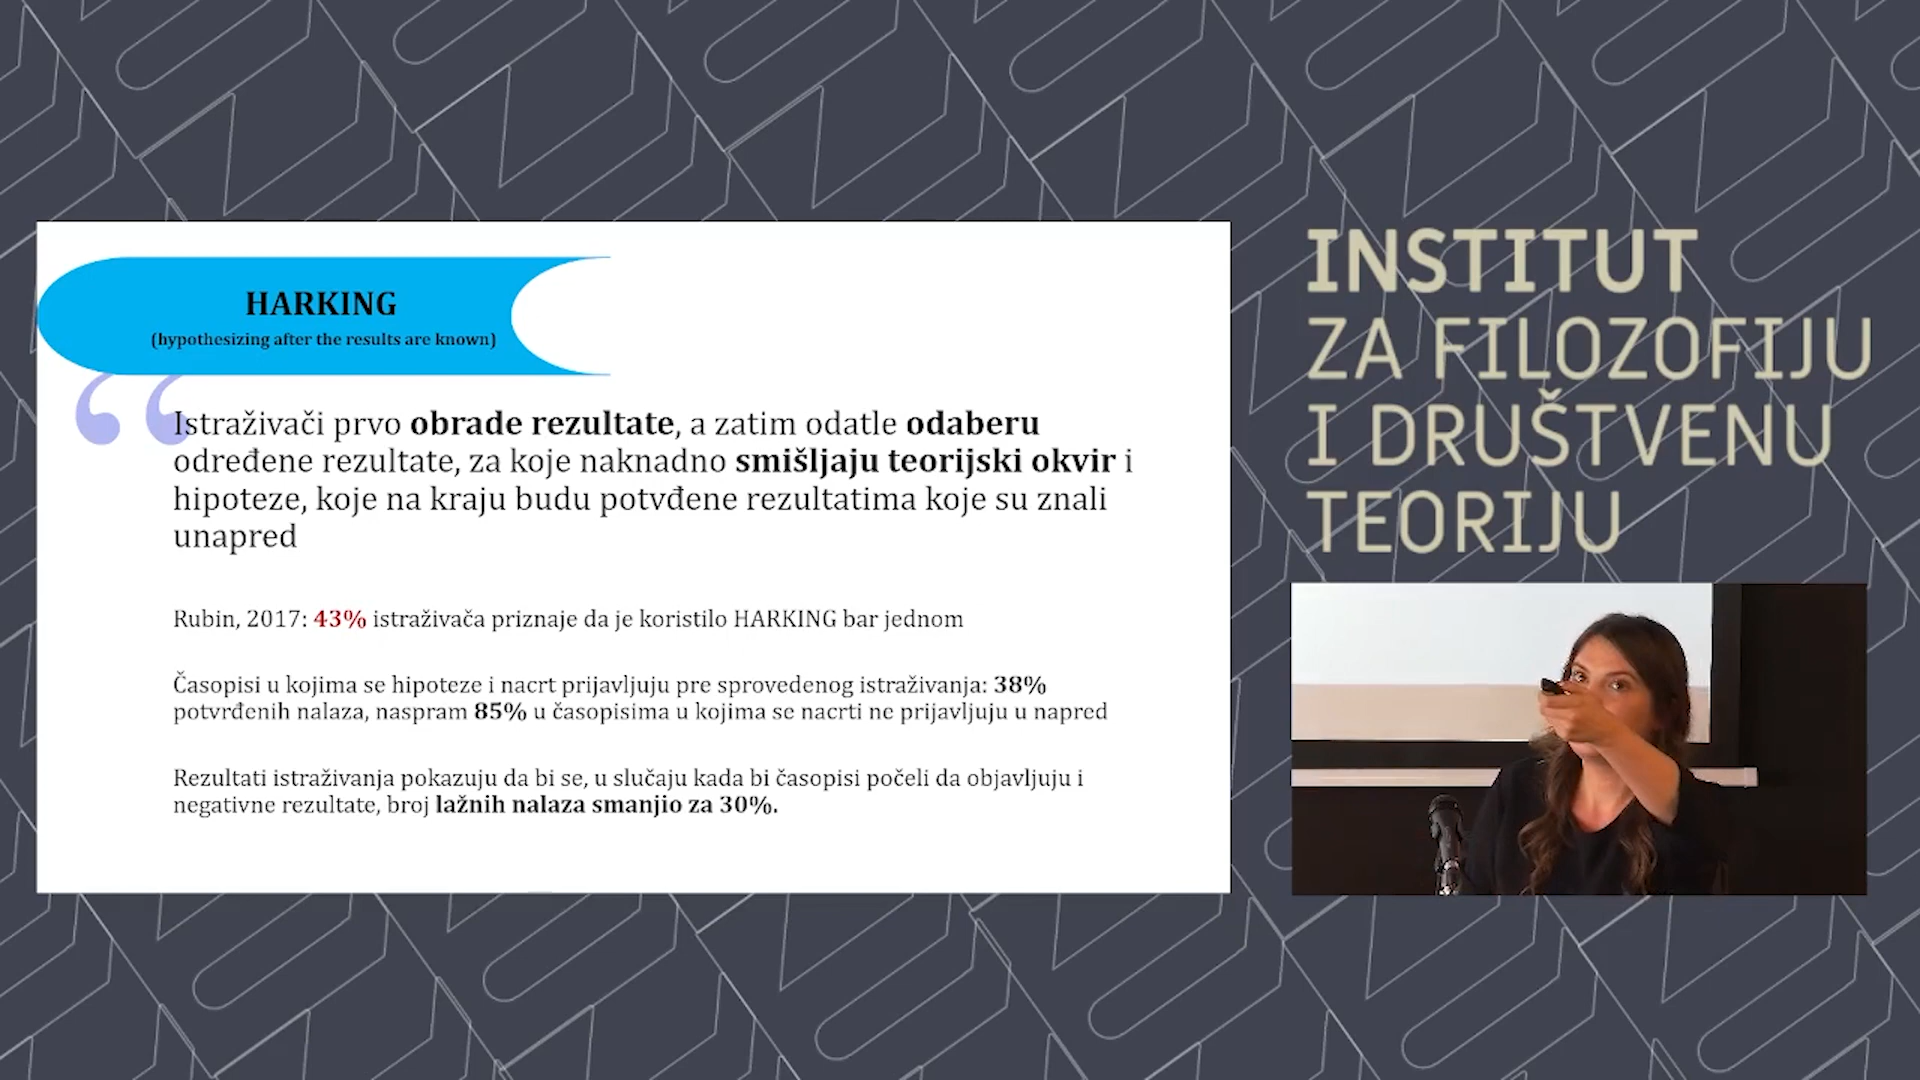 HARKING
(hypothesizing after the results are known)
Istraživači prvo obrade rezultate, a zatim odatle odaberu
određene rezultate, za koje naknadno smišljaju teorijski okvir i
hipoteze, koje na kraju budu potvđene rezultatima koje su znali
unapred
Rubin, 2017: 43% istraživača priznaje da je koristilo HARKING bar jednom
Časopisi u kojima se hipoteze i nacrt prijavljuju pre sprovedenog istraživanja: 38%
potvrđenih nalaza, naspram 85% u časopisima u kojima se nacrti ne prijavljuju u napred
Rezultati istraživanja pokazuju da bi se, u slučaju kada bi časopisi počeli da objavljuju i
negativne rezultate, broj lažnih nalaza smanjio za 30%.
INSTITUT
ZA FILOZOFIJU
I DRUŠTVENU
TEORIJU